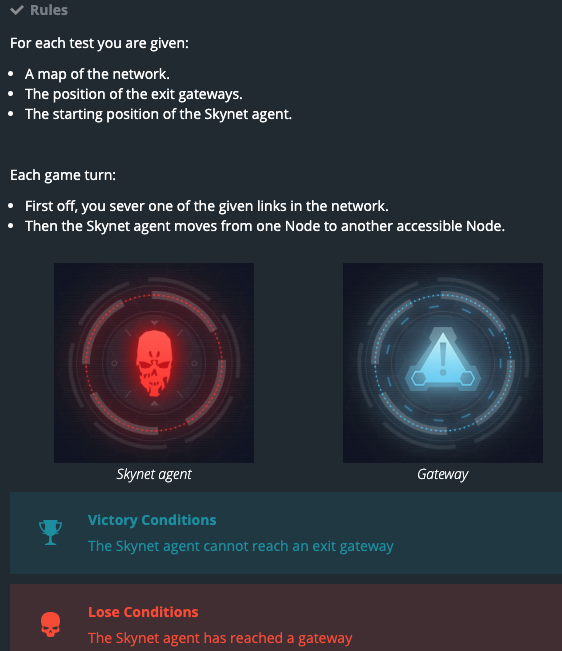 Rules
For each test you are given:
• A map of the network.
• The position of the exit gateways.
• The starting position of the Skynet agent.
Each game turn:
• First off, you sever one of the given links in the network.
• Then the Skynet agent moves from one Node to another accessible Node.
Skynet agent
Gateway
Victory Conditions
The Skynet agent cannot reach an exit gateway
Lose Conditions
The Skynet agent has reached a gateway